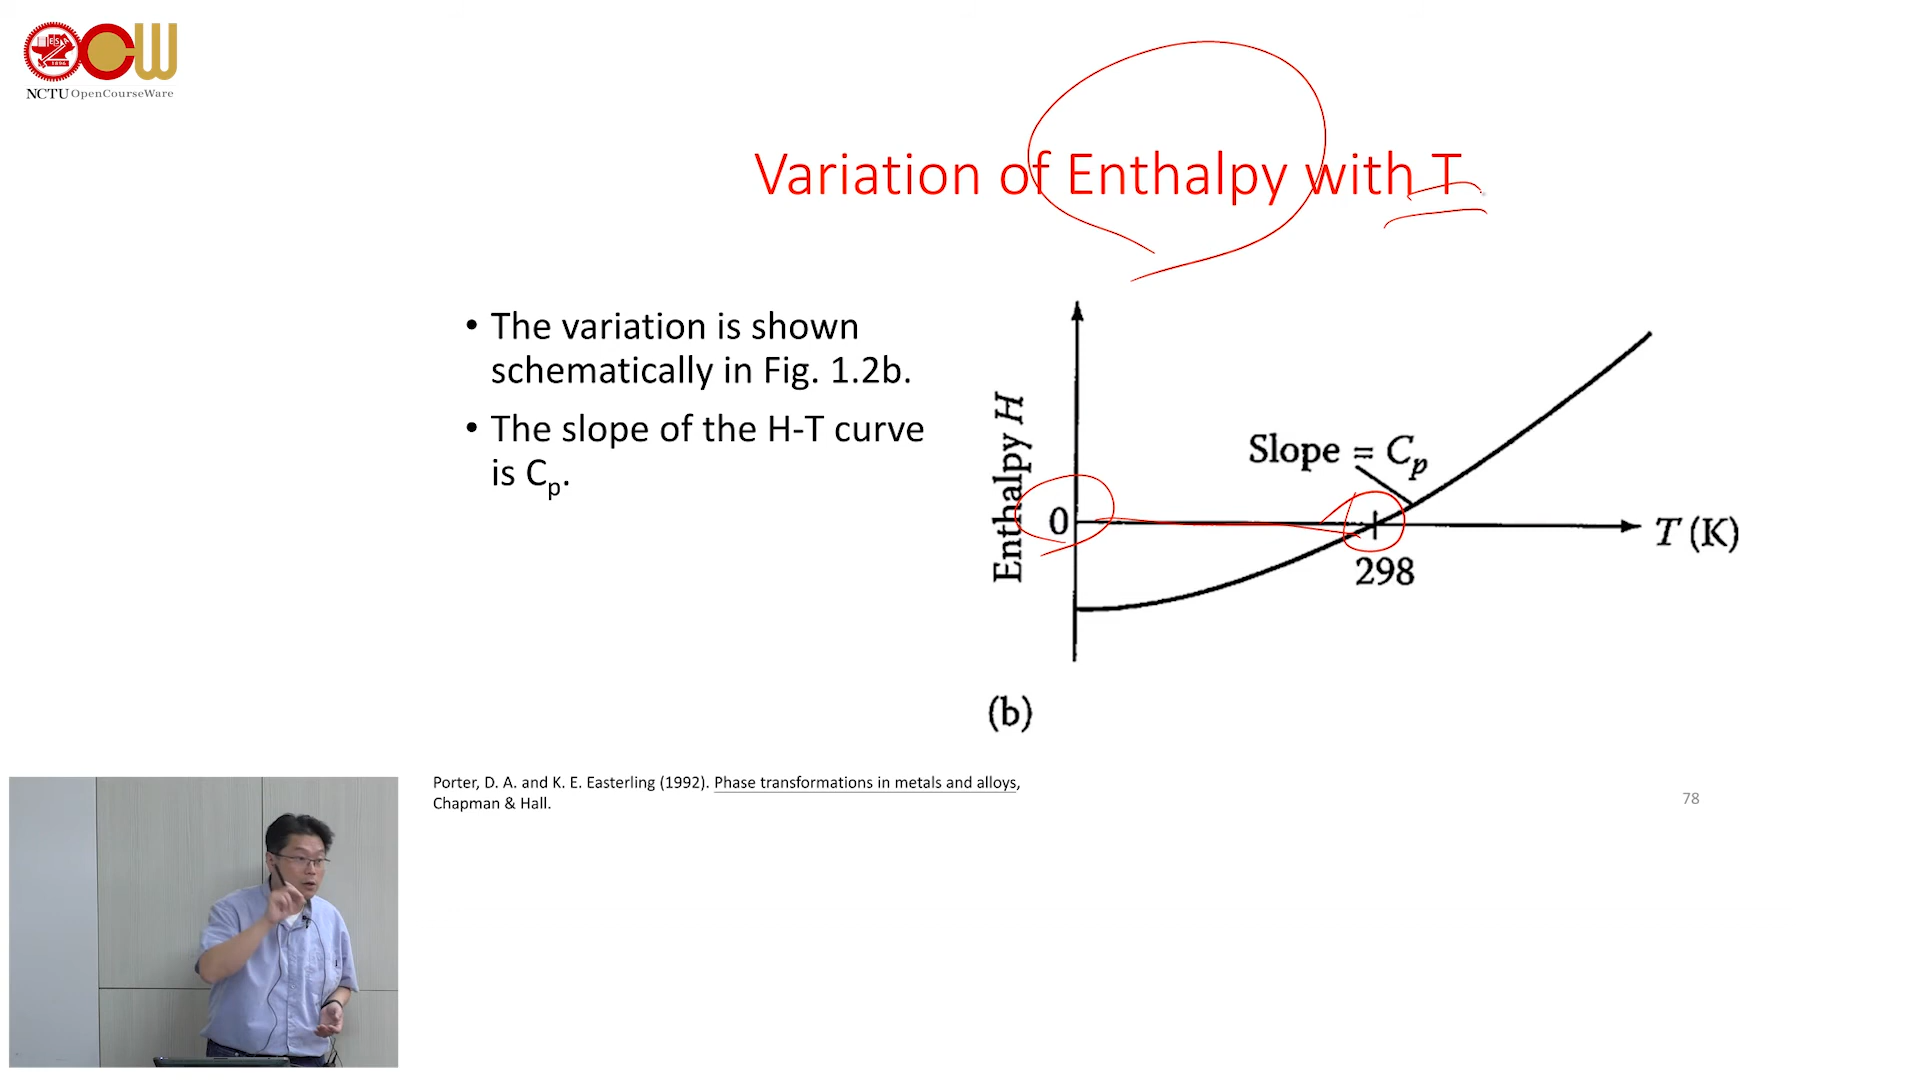 NCTU OpenCourseWare
Variation of Enthalpy with T
• The variation is shown
schematically in Fig. 1.2b.
• The slope of the H-T curve
is Cp.
Enthalpy H
Slope = Cp
0
T (K)
298
(b)
Porter, D. A. and K. E. Easterling (1992). Phase transformations in metals and alloys,
Chapman & Hall.
78